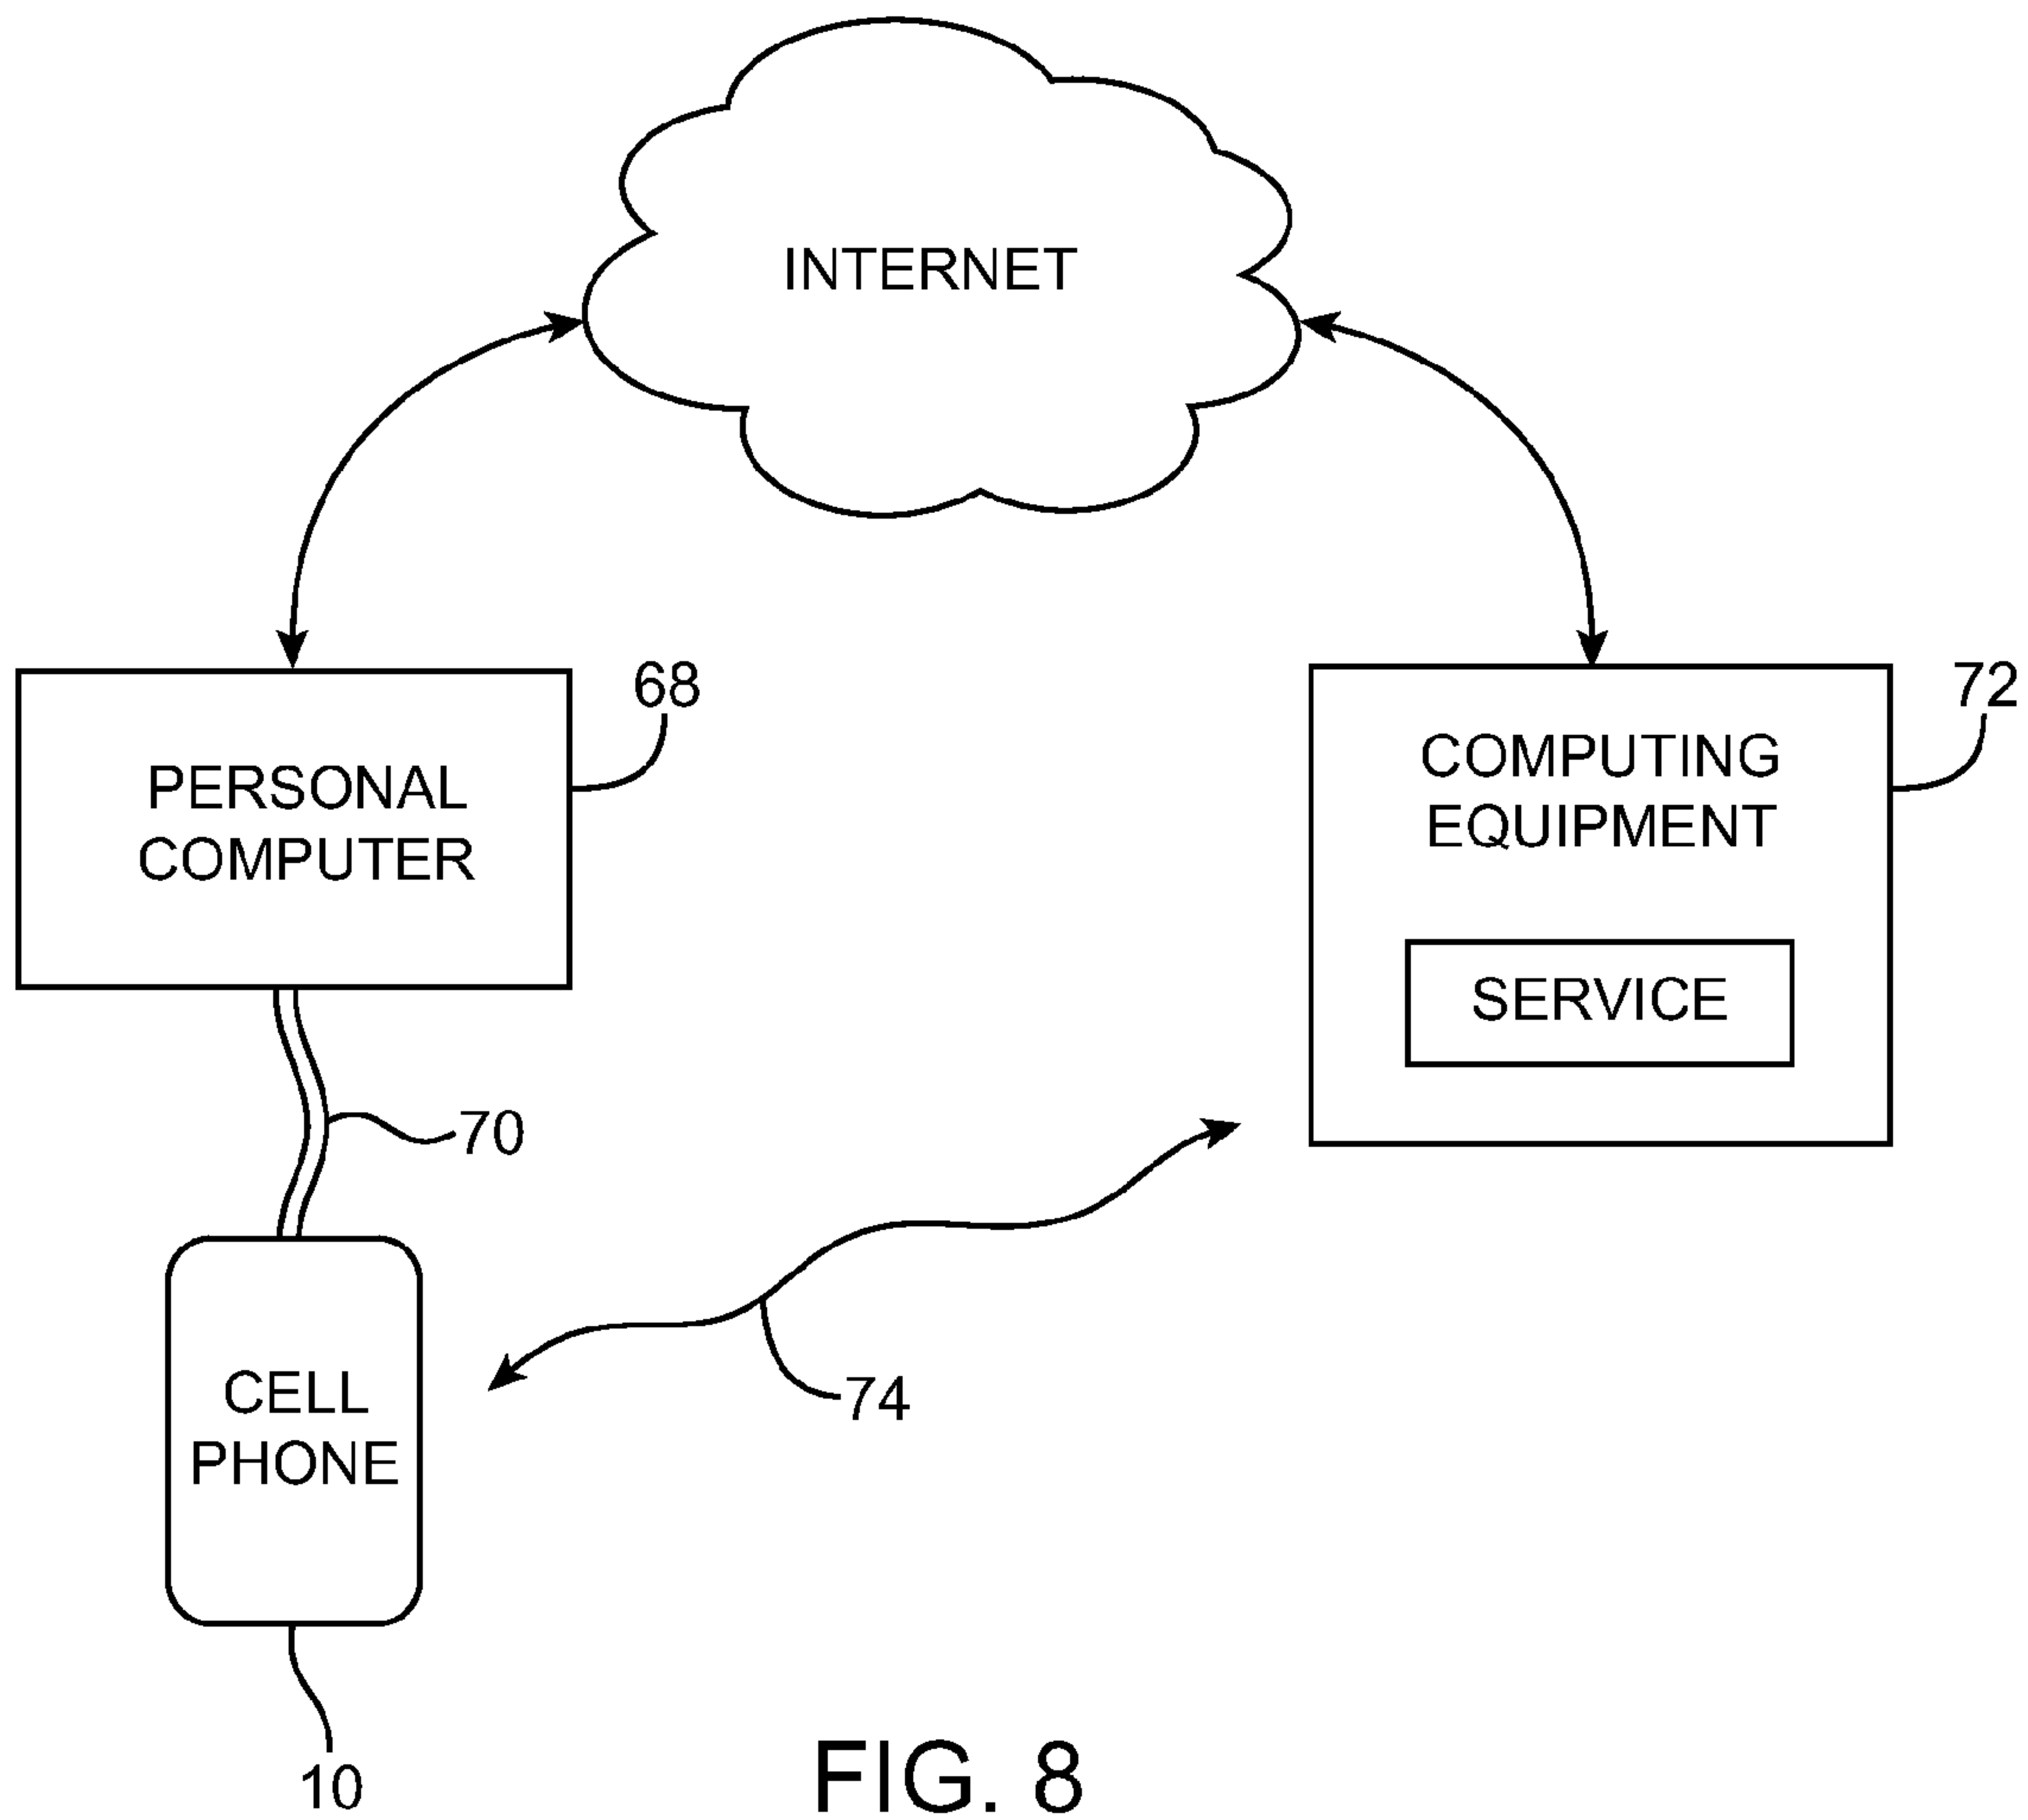 INTERNET
68
72
PERSONAL
COMPUTER
COMPUTING
EQUIPMENT
SERVICE
70
CELL
PHONE
74
10
FIG. 8